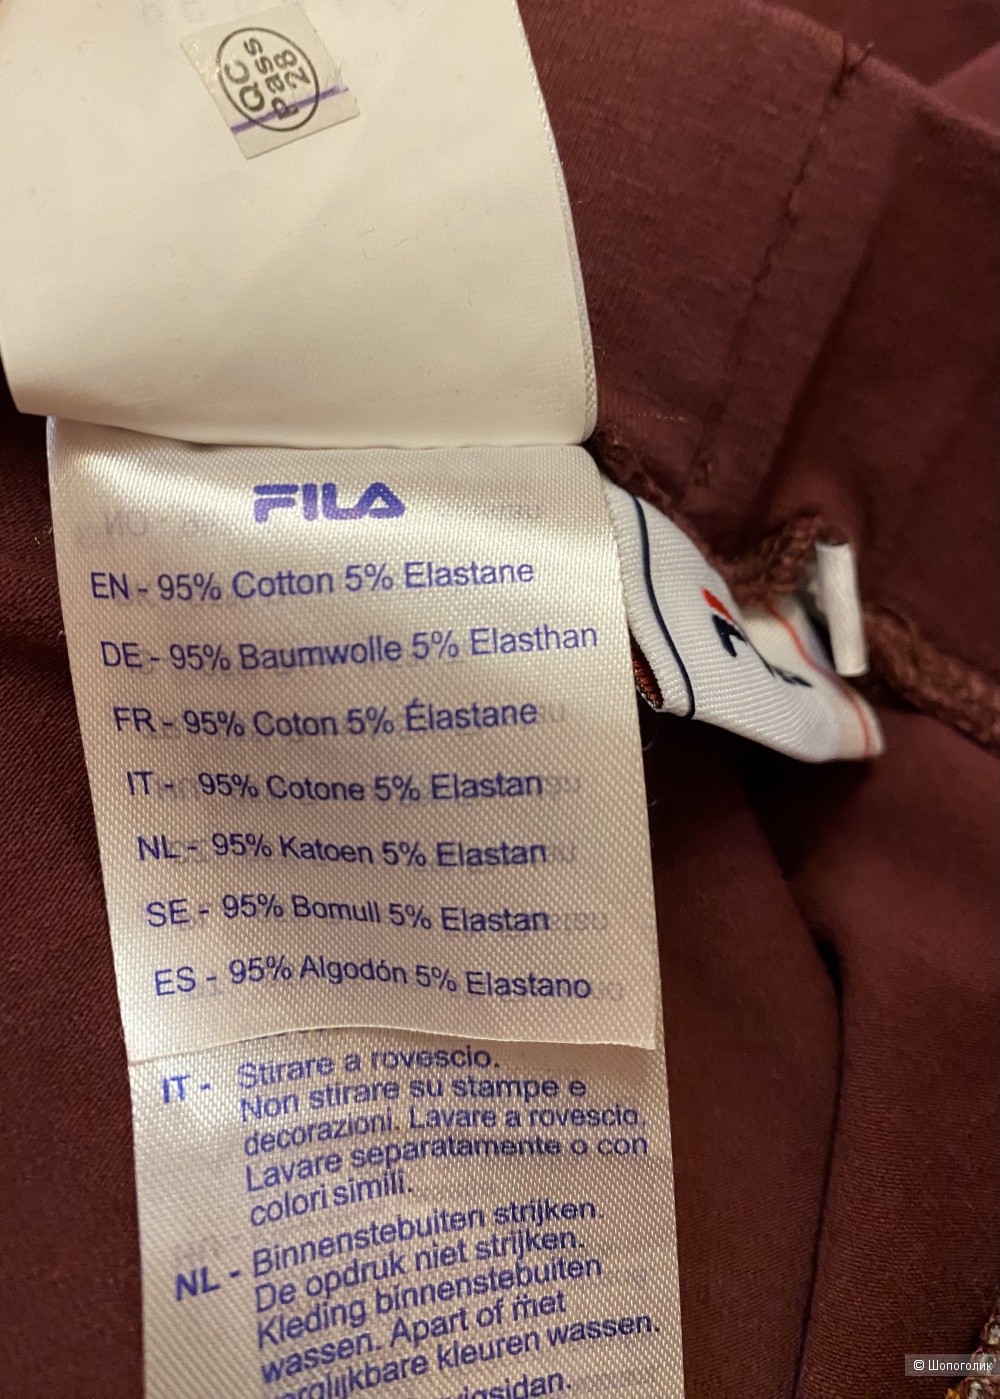 QC
Pass
28
FILA
EN - 95% Cotton 5% Elastane
DE - 95% Baumwolle 5% Elasthan
FR - 95% Coton 5% Élastane
IT - 95% Cotone 5% Elastan
NL - 95% Katoen 5% Elastan
SE - 95% Bomull 5% Elastan
ES - 95% Algodón 5% Elastano
IT - Stirare a rovescio.
Non stirare su stampe e
decorazioni. Lavare a rovescio.
Lavare separatamente o con
colori simili.
NL - Binnenstebuiten strijken.
De opdruk niet strijken.
Kleding binnenstebuiten
wassen. Apart of met
kleuren wassen.
© Шопоголик